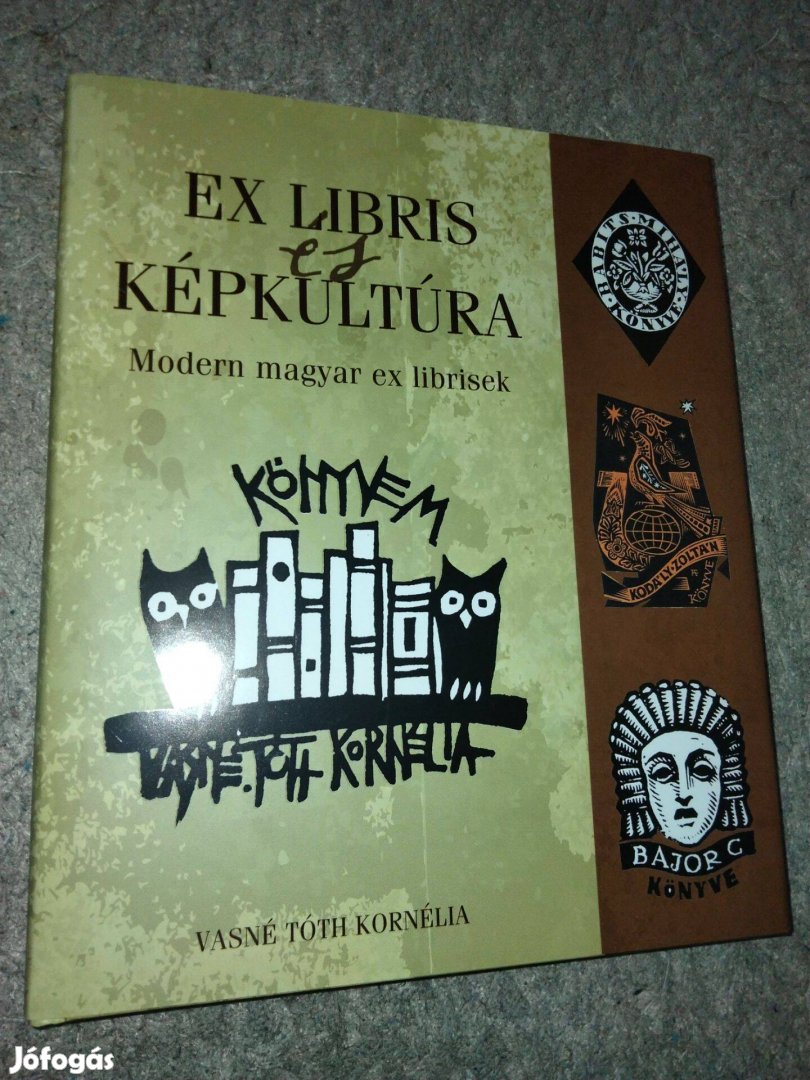 EX LIBRIS
és
KÉPKULTÚRA
Modern magyar ex librisek
KÖNYVEM
VASNÉ.TÓTH KORNÉLIA
VASNÉ TÓTH KORNÉLIA
BABITS·MIHÁLY·KÖNYVE·
KODÁLY·ZOLTÁN
KÖNYVE
BAJOR G
KÖNYVE
Jófogás